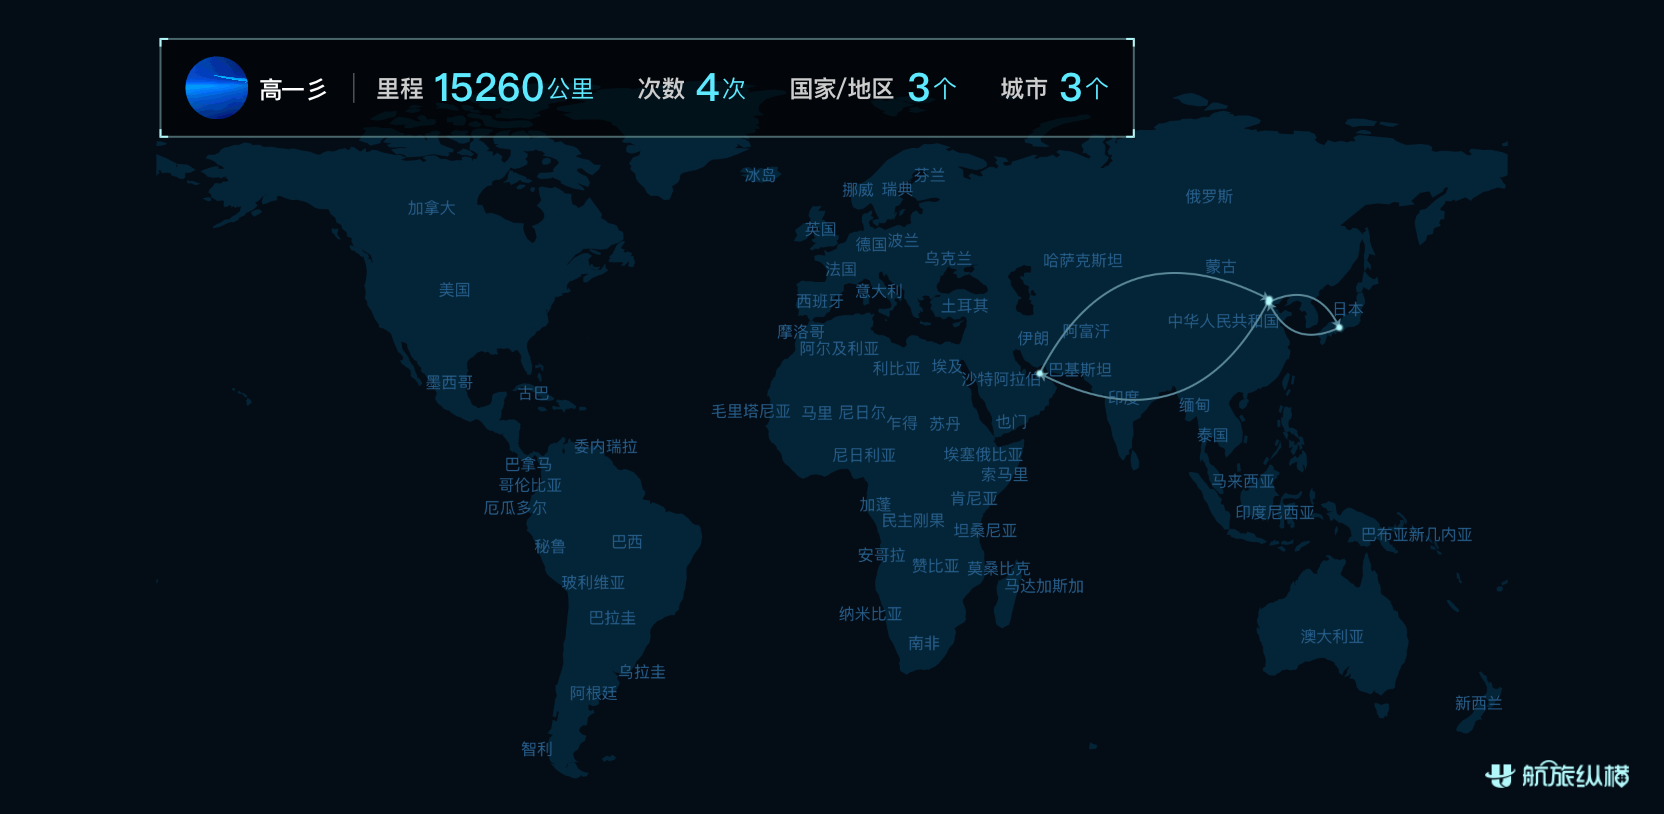 高一彡 里程 15260公里 次数 4次 国家/地区 3个 城市 3个
冰岛
芬兰
挪威 瑞典
俄罗斯
加拿大
英国
德国 波兰
乌克兰
哈萨克斯坦
蒙古
法国
美国
意大利
西班牙
土耳其
日本
中华人民共和国
摩洛哥
阿富汗
伊朗
阿尔及利亚
利比亚
埃及
巴基斯坦
沙特阿拉伯
墨西哥
古巴
印度
缅甸
毛里塔尼亚 马里 尼日尔
乍得 苏丹 也门
泰国
委内瑞拉
尼日利亚
埃塞俄比亚
巴拿马
索马里
马来西亚
哥伦比亚
肯尼亚
厄瓜多尔
加蓬
印度尼西亚
民主刚果
坦桑尼亚
巴布亚新几内亚
秘鲁
巴西
安哥拉
赞比亚
莫桑比克
玻利维亚
马达加斯加
巴拉圭
纳米比亚
澳大利亚
南非
乌拉圭
阿根廷
新西兰
智利
航旅纵横